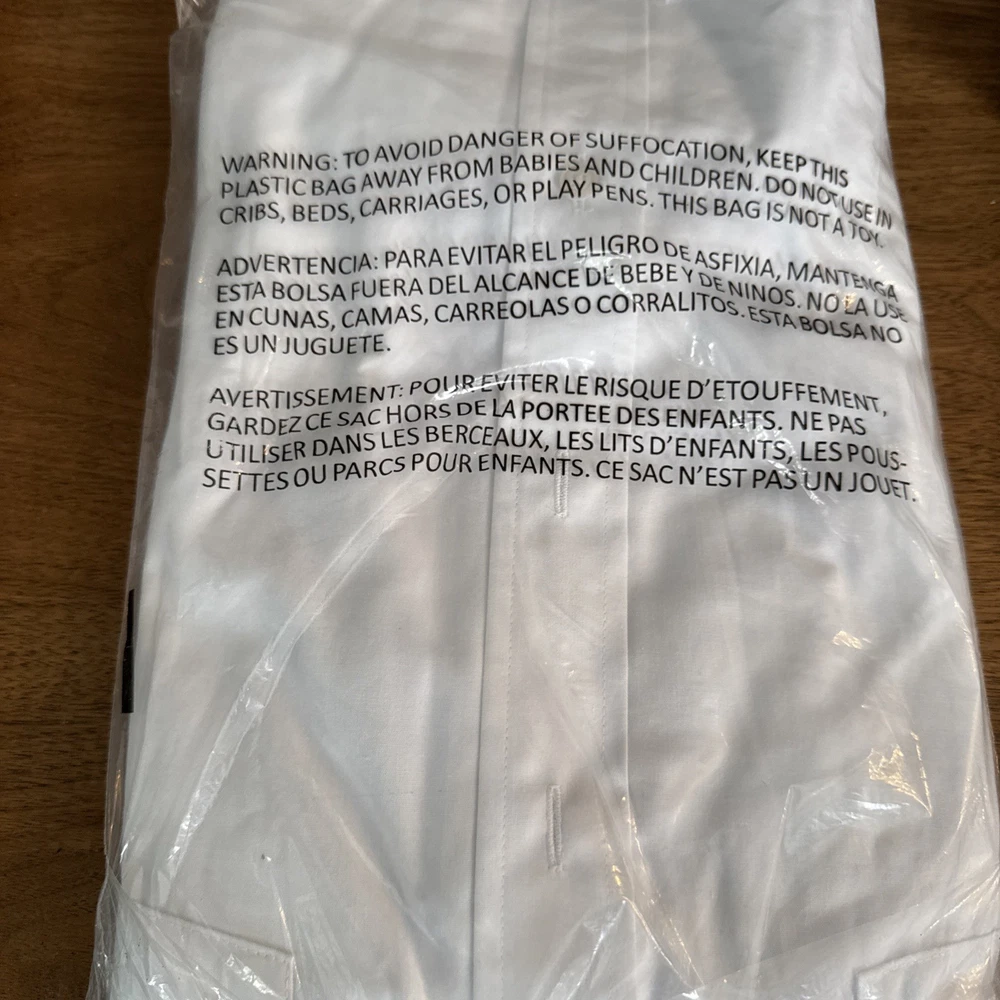 WARNING: TO AVOID DANGER OF SUFFOCATION, KEEP THIS
PLASTIC BAG AWAY FROM BABIES AND CHILDREN. DO NOT USE IN
CRIBS, BEDS, CARRIAGES, OR PLAY PENS. THIS BAG IS NOT A TOY.
ADVERTENCIA: PARA EVITAR EL PELIGRO DE ASFIXIA, MANTENGA
ESTA BOLSA FUERA DEL ALCANCE DE BEBE Y DE NINOS. NO LA USE
EN CUNAS, CAMAS, CARREOLAS O CORRALITOS. ESTA BOLSA NO
ES UN JUGUETE.
AVERTISSEMENT: POUR EVITER LE RISQUE D'ETOUFFEMENT,
GARDEZ CE SAC HORS DE LA PORTEE DES ENFANTS. NE PAS
UTILISER DANS LES BERCEAUX, LES LITS D'ENFANTS, LES POUS-
SETTES OU PARCS POUR ENFANTS. CE SAC N'EST PAS UN JOUET.